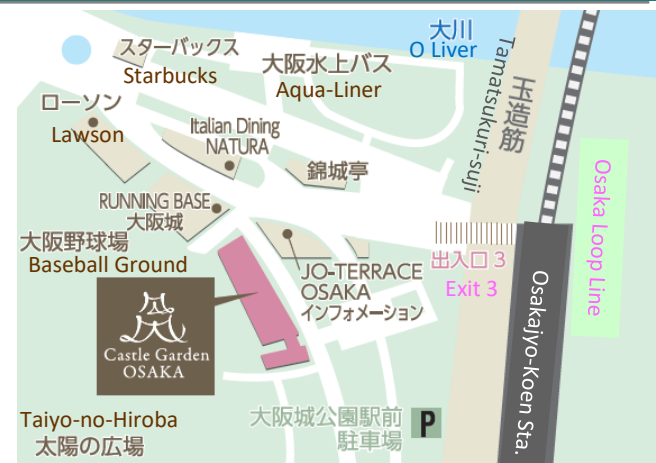 大川
O Liver
スターバックス
Starbucks
大阪水上バス
Aqua-Liner
玉造筋
Tamatsukuri-suji
ローソン
Lawson
Italian Dining
NATURA
錦城亭
Osaka Loop Line
RUNNING BASE
大阪城
大阪野球場
Baseball Ground
JO-TERRACE
OSAKA
インフォメーション
出入口 3
Exit 3
Osakajyo-Koen Sta.
Castle Garden
OSAKA
Taiyo-no-Hiroba
太陽の広場
大阪城公園駅前
駐車場
P